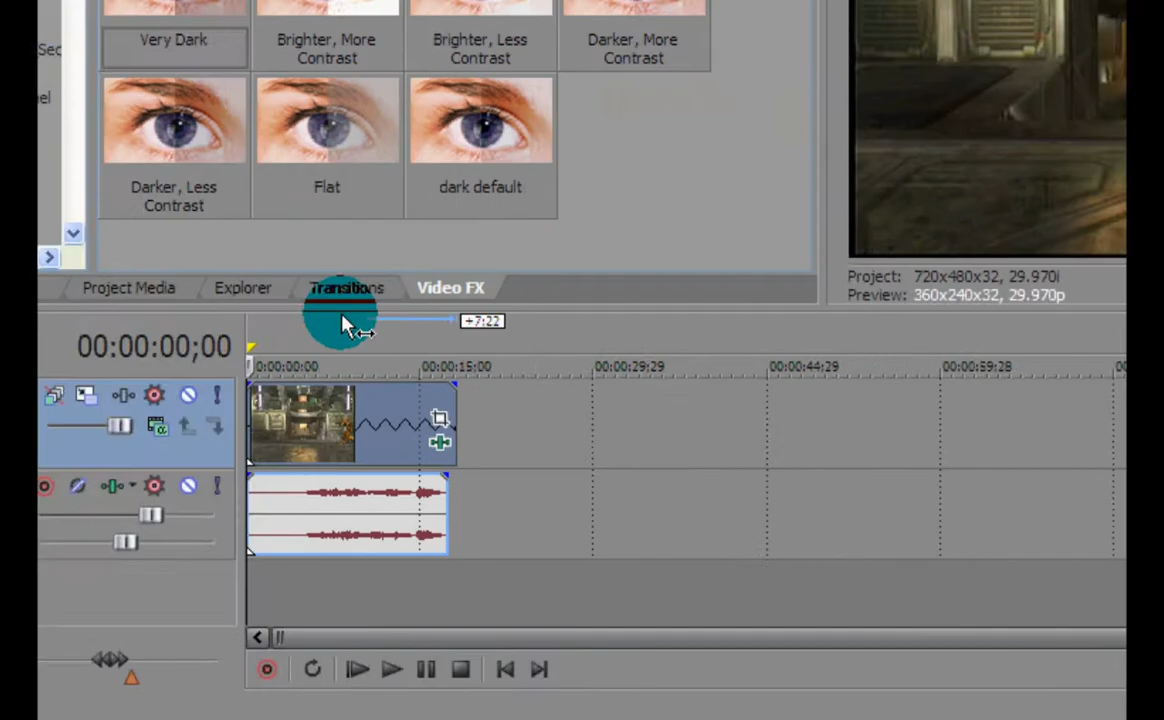 Sec
Very Dark
Brighter, More
Contrast
Brighter, Less
Contrast
Darker, More
Contrast
el
Darker, Less
Contrast
Flat
dark default
Project Media
Explorer
Transitions
Video FX
Project: 720x480x32, 29.970i
Preview: 360x240x32, 29.970p
+7:22
00:00:00;00
0:00:00:00
00:00:15:00
00:00:29;29
00:00:44;29
00:00:59:28
00